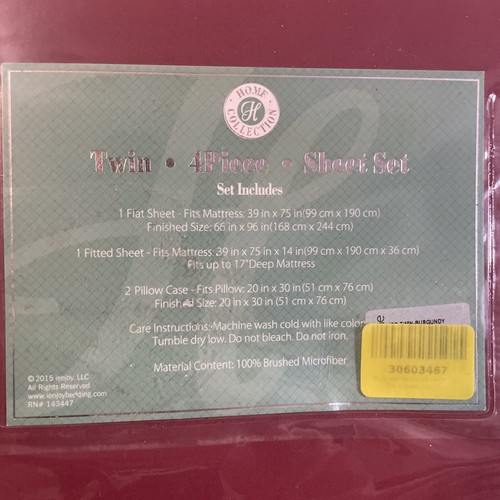 HOME
H
COLLECTION
Twin • 4Piece • Sheet Set
Set Includes
1 Flat Sheet - Fits Mattress: 39 in x 75 in(99 cm x 190 cm)
Finished Size: 66 in x 96 in(168 cm x 244 cm)
1 Fitted Sheet - Fits Mattress: 39 in x 75 in x 14 in(99 cm x 190 cm x 36 cm)
Fits up to 17"Deep Mattress
2 Pillow Case - Fits Pillow: 20 in x 30 in(51 cm x 76 cm)
Finished Size: 20 in x 30 in (51 cm x 76 cm)
Care Instructions: Machine wash cold with like color
Tumble dry low. Do not bleach. Do not iron.
Material Content: 100% Brushed Microfiber
BURGUNDY
30603467
© 2015 ienjoy, LLC
All Rights Reserved
www.ienjoybedding.com
RN# 143447